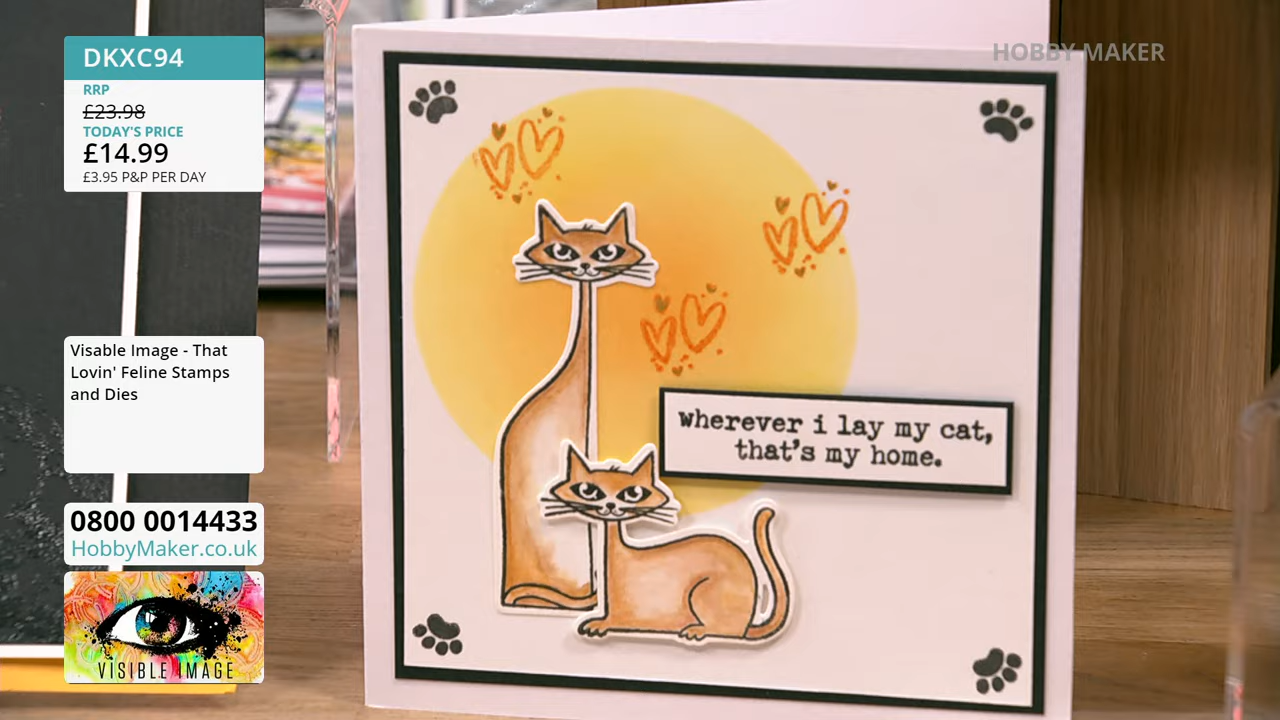 DKXC94
RRP
£23.98
TODAY'S PRICE
£14.99
£3.95 P&P PER DAY
Visable Image - That
Lovin' Feline Stamps
and Dies
0800 0014433
HobbyMaker.co.uk
VISIBLE IMAGE
HOBBY MAKER
wherever i lay my cat,
that's my home.